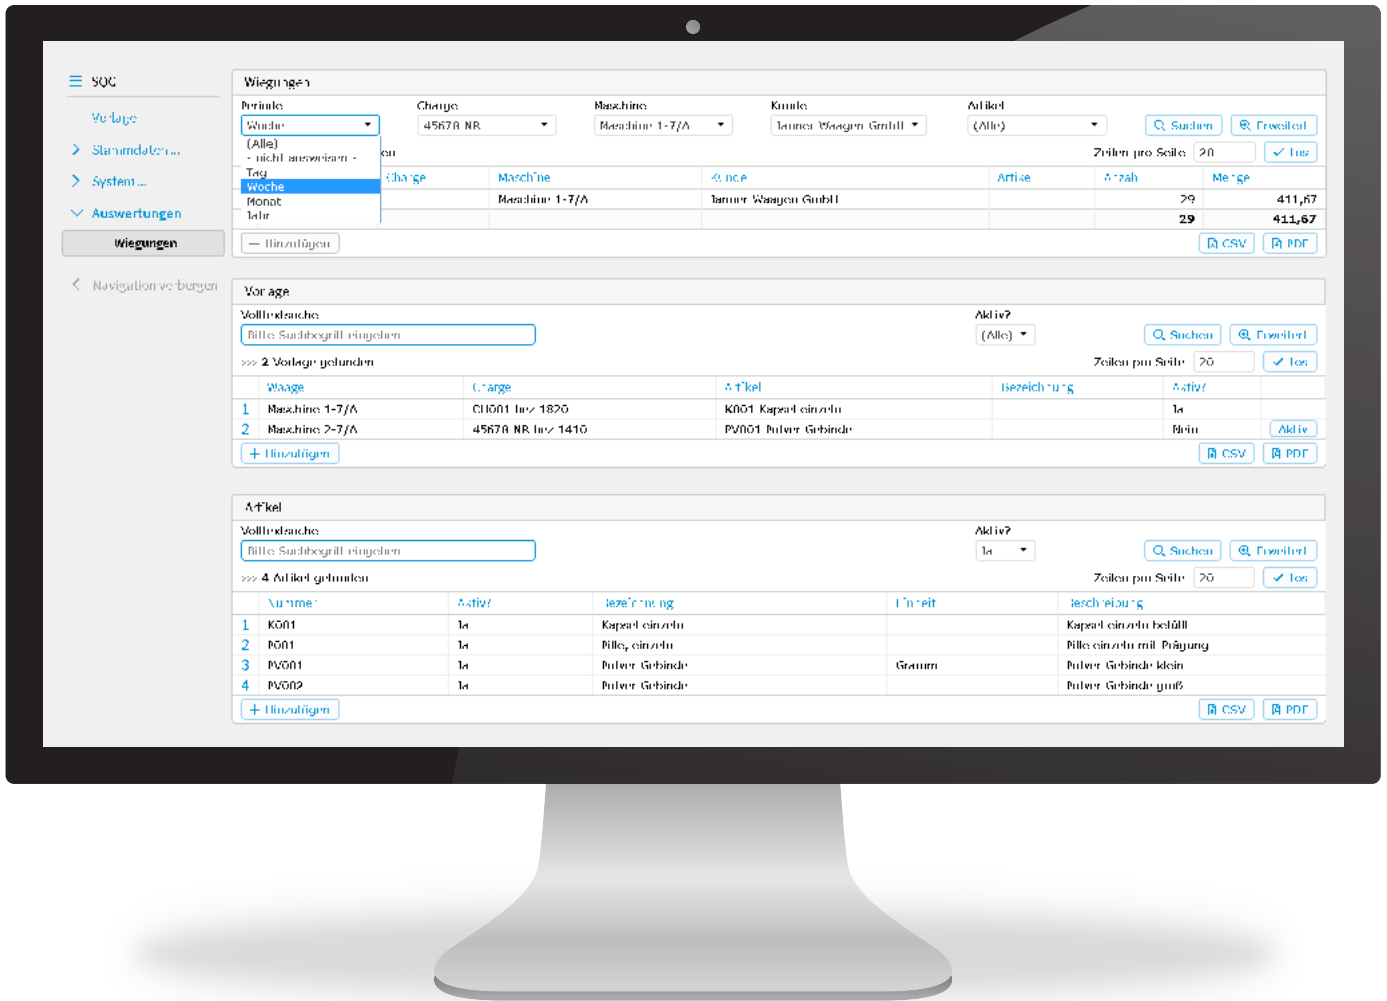 SQC
Vorlage
Stammdaten ...
System ...
Auswertungen
Wiegungen
Navigation verbergen
Wiegungen
Periode Charge Maschine Kunde Artikel
Woche 45678 NR Maschine 1-7/A Janner Waagen GmbH (Alle) Suchen Erweitert
(Alle)
- nicht ausweisen -
Tag
Woche
Monat
Jahr
Zeilen pro Seite 20 Los
Charge Maschine Kunde Artikel Anzahl Menge
Maschine 1-7/A Janner Waagen GmbH 29 411,67
29 411,67
Hinzufügen CSV PDF
Vorlage
Volltextsuche Aktiv?
Bitte Suchbegriff eingeben (Alle) Suchen Erweitert
>>> 2 Vorlage gefunden Zeilen pro Seite 20 Los
Waage Charge Artikel Bezeichnung Aktiv?
1 Maschine 1-7/A CH001 bez 1820 K001 Kapsel einzeln Ja
2 Maschine 2-7/A 45678 NR bez 1410 PV001 Pulver Gebinde Nein Aktiv
+ Hinzufügen CSV PDF
Artikel
Volltextsuche Aktiv?
Bitte Suchbegriff eingeben Ja Suchen Erweitert
>>> 4 Artikel gefunden Zeilen pro Seite 20 Los
Nummer Aktiv? Bezeichnung Einheit Beschreibung
1 K001 Ja Kapsel einzeln Kapsel einzeln befüllt
2 P001 Ja Pille, einzeln Pille einzeln mit Prägung
3 PV001 Ja Pulver Gebinde Gramm Pulver Gebinde klein
4 PV002 Ja Pulver Gebinde Pulver Gebinde groß
+ Hinzufügen CSV PDF